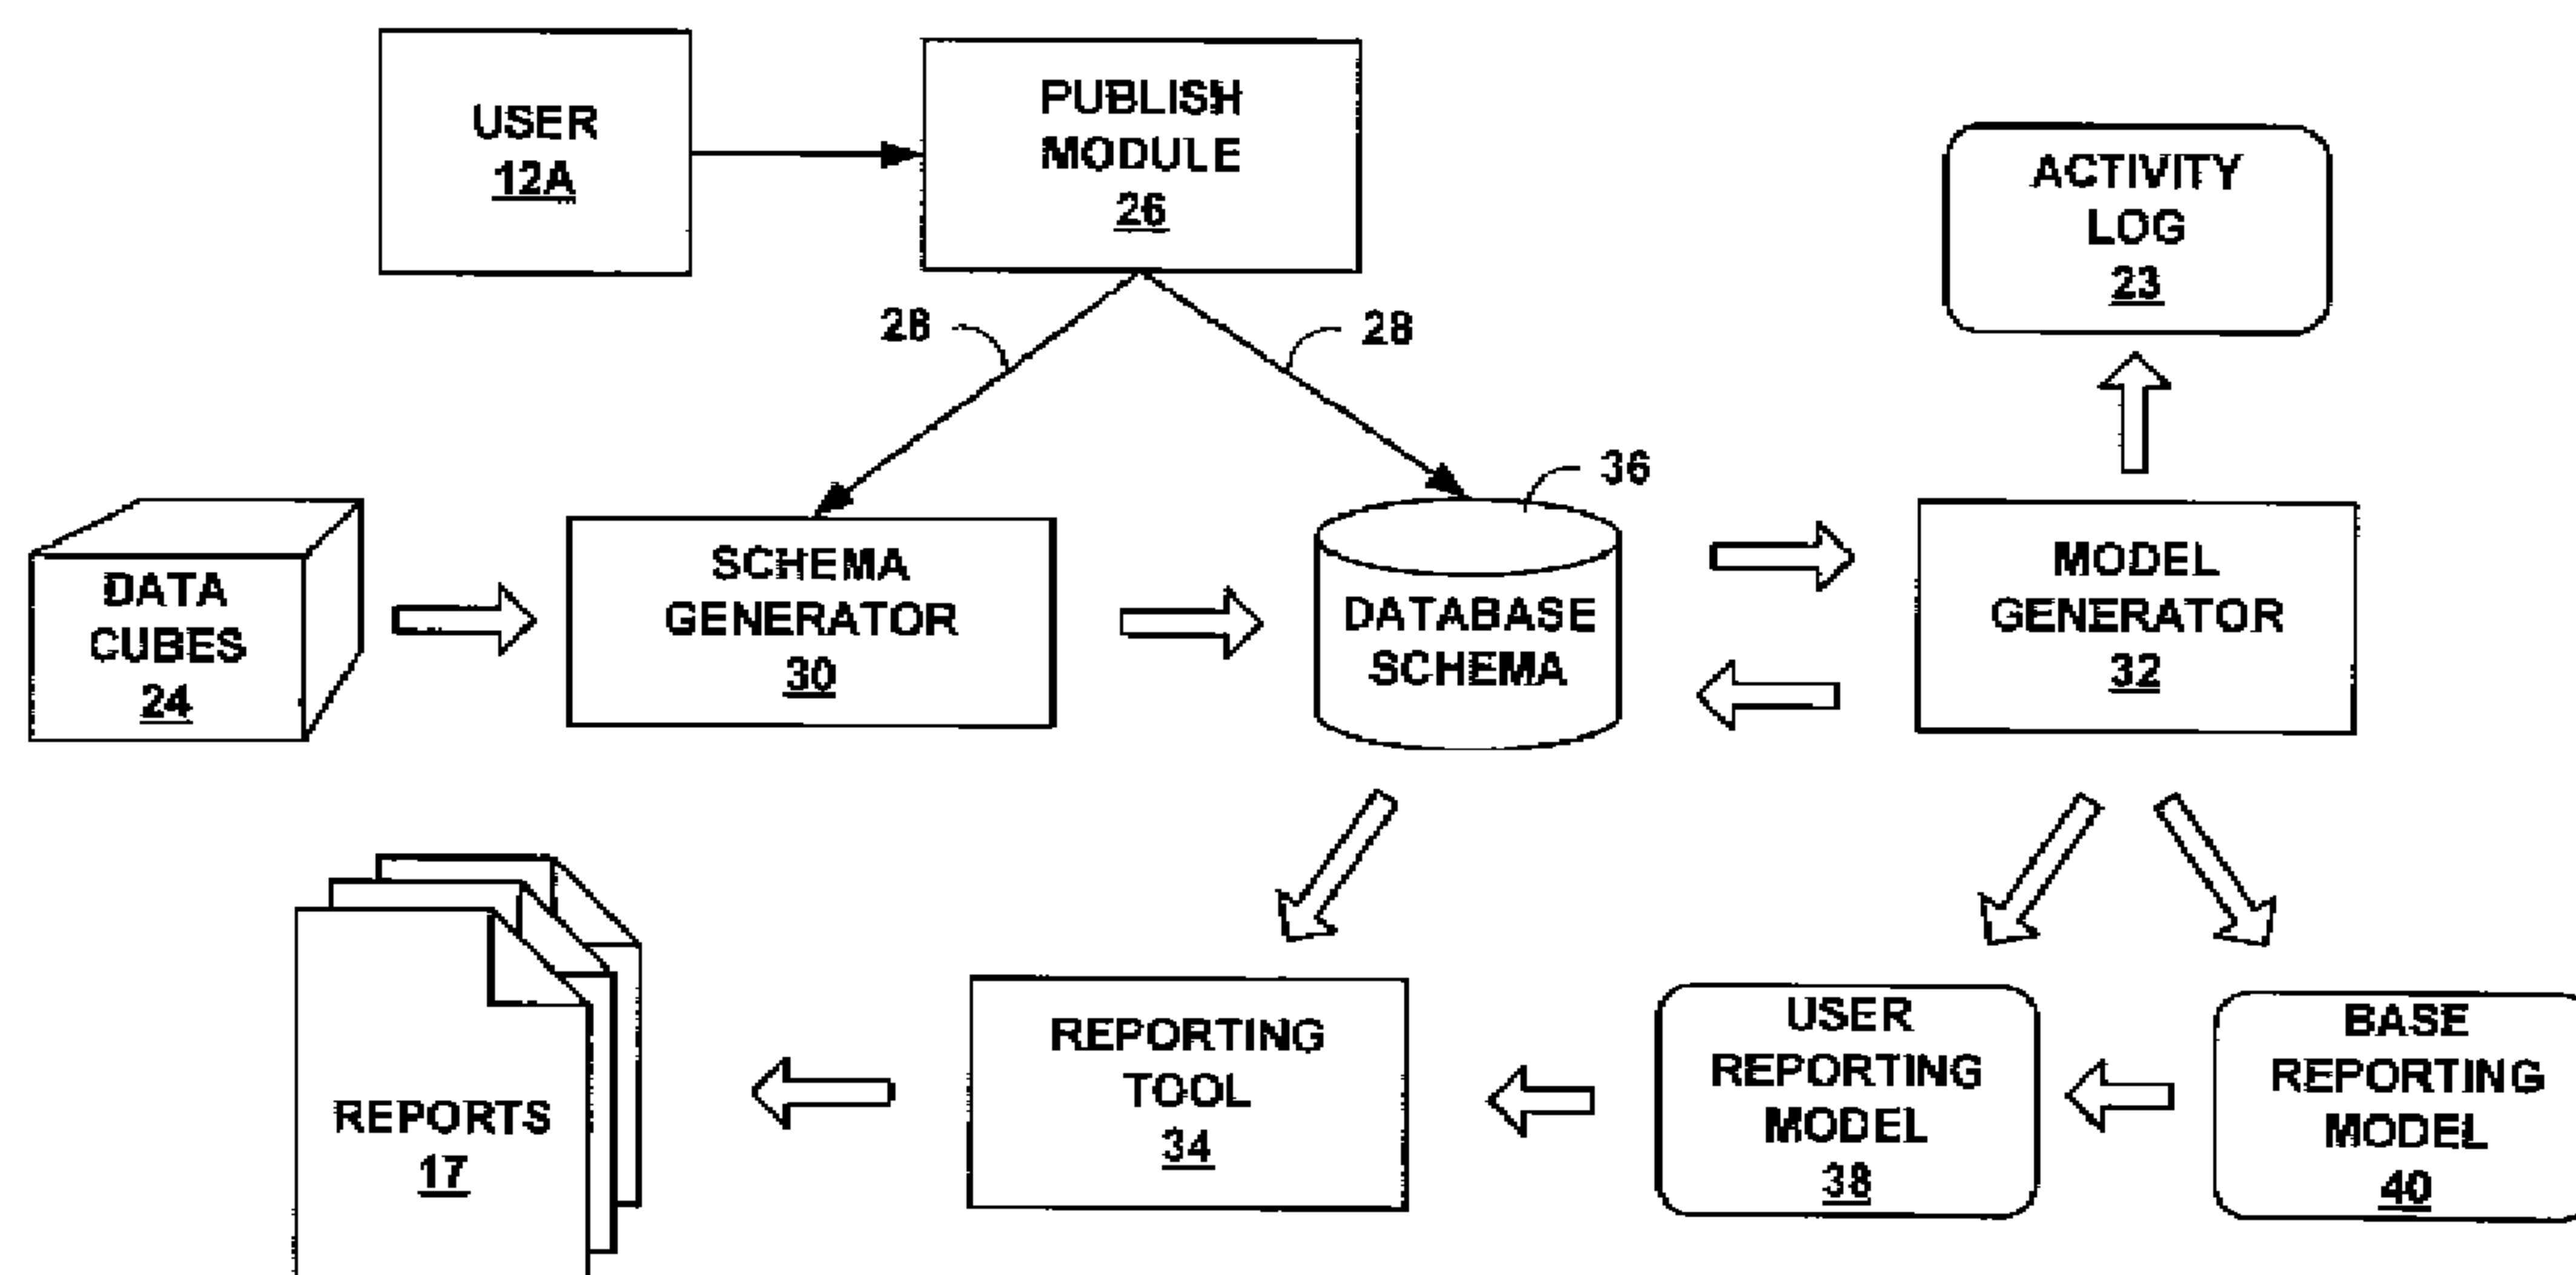 USER
12A
PUBLISH
MODULE
26
ACTIVITY
LOG
23
28
28
36
DATA
CUBES
24
SCHEMA
GENERATOR
30
DATABASE
SCHEMA
MODEL
GENERATOR
32
REPORTS
17
REPORTING
TOOL
34
USER
REPORTING
MODEL
38
BASE
REPORTING
MODEL
40